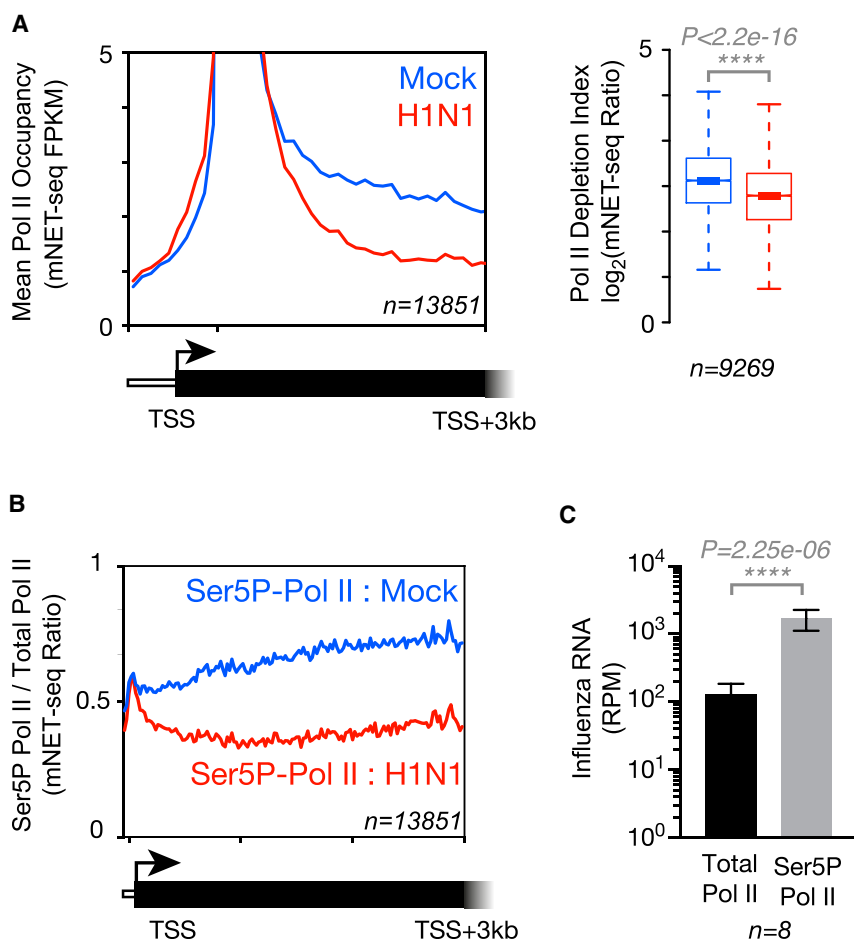 A
Mean Pol II Occupancy
(mNET-seq FPKM)
5
0
Mock
H1N1
n=13851
TSS
TSS+3kb
Pol II Depletion Index
log2(mNET-seq Ratio)
5
0
P<2.2e-16
****
n=9269
B
Ser5P Pol II / Total Pol II
(mNET-seq Ratio)
1
0.5
0
Ser5P-Pol II : Mock
Ser5P-Pol II : H1N1
n=13851
TSS
TSS+3kb
C
Influenza RNA
(RPM)
10^4
10^3
10^2
10^1
10^0
P=2.25e-06
****
Total
Pol II
Ser5P
Pol II
n=8